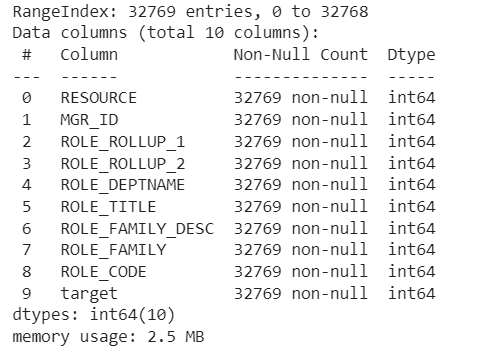 RangeIndex: 32769 entries, 0 to 32768
Data columns (total 10 columns):
 #   Column            Non-Null Count  Dtype
---  ------            --------------  -----
 0   RESOURCE          32769 non-null  int64
 1   MGR_ID            32769 non-null  int64
 2   ROLE_ROLLUP_1     32769 non-null  int64
 3   ROLE_ROLLUP_2     32769 non-null  int64
 4   ROLE_DEPTNAME     32769 non-null  int64
 5   ROLE_TITLE        32769 non-null  int64
 6   ROLE_FAMILY_DESC  32769 non-null  int64
 7   ROLE_FAMILY       32769 non-null  int64
 8   ROLE_CODE         32769 non-null  int64
 9   target            32769 non-null  int64
dtypes: int64(10)
memory usage: 2.5 MB